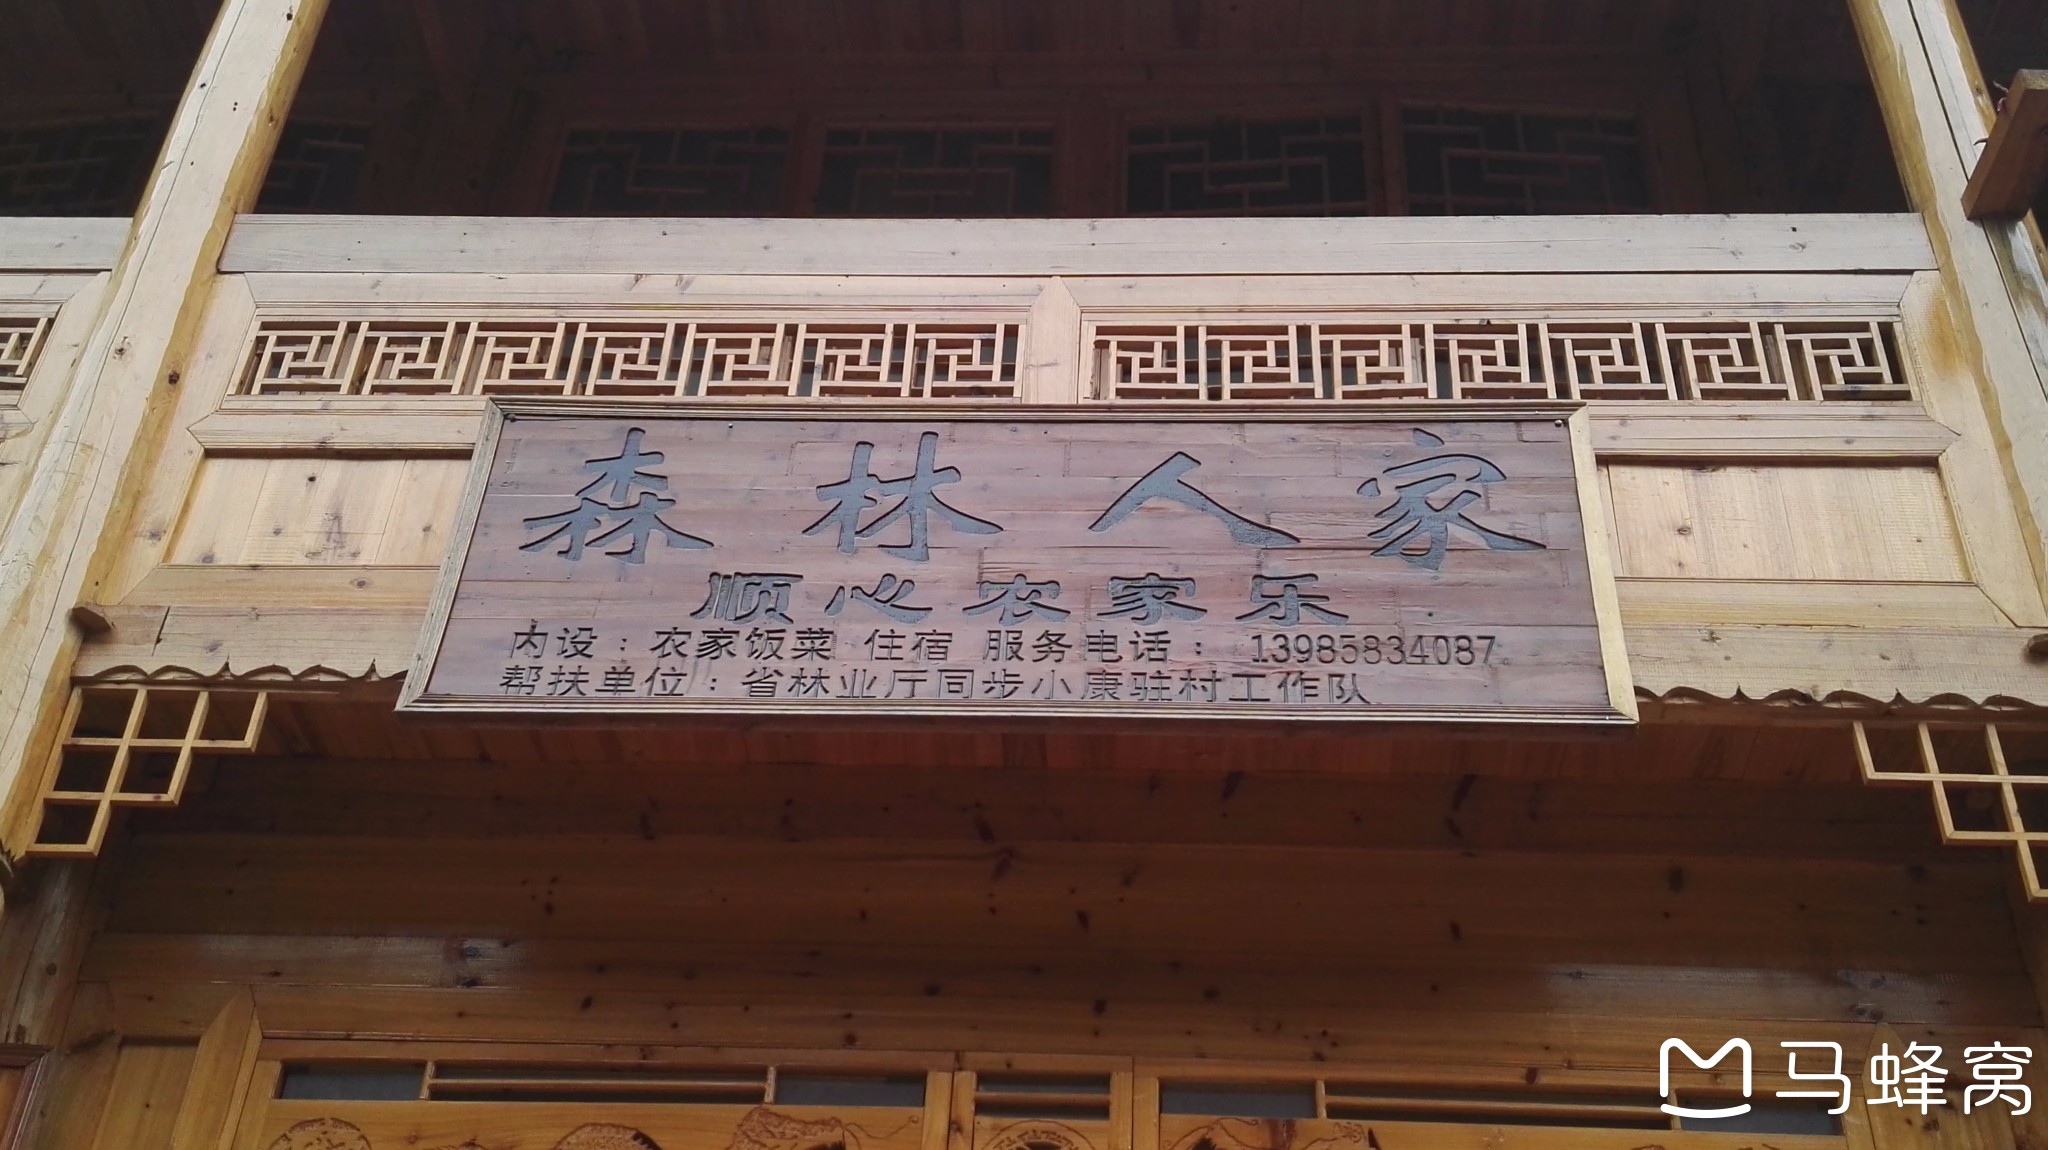 森林人家
顺心农家乐
内设：农家饭菜 住宿 服务电话： 13985834087
帮扶单位：省林业厅同步小康驻村工作队
马蜂窝